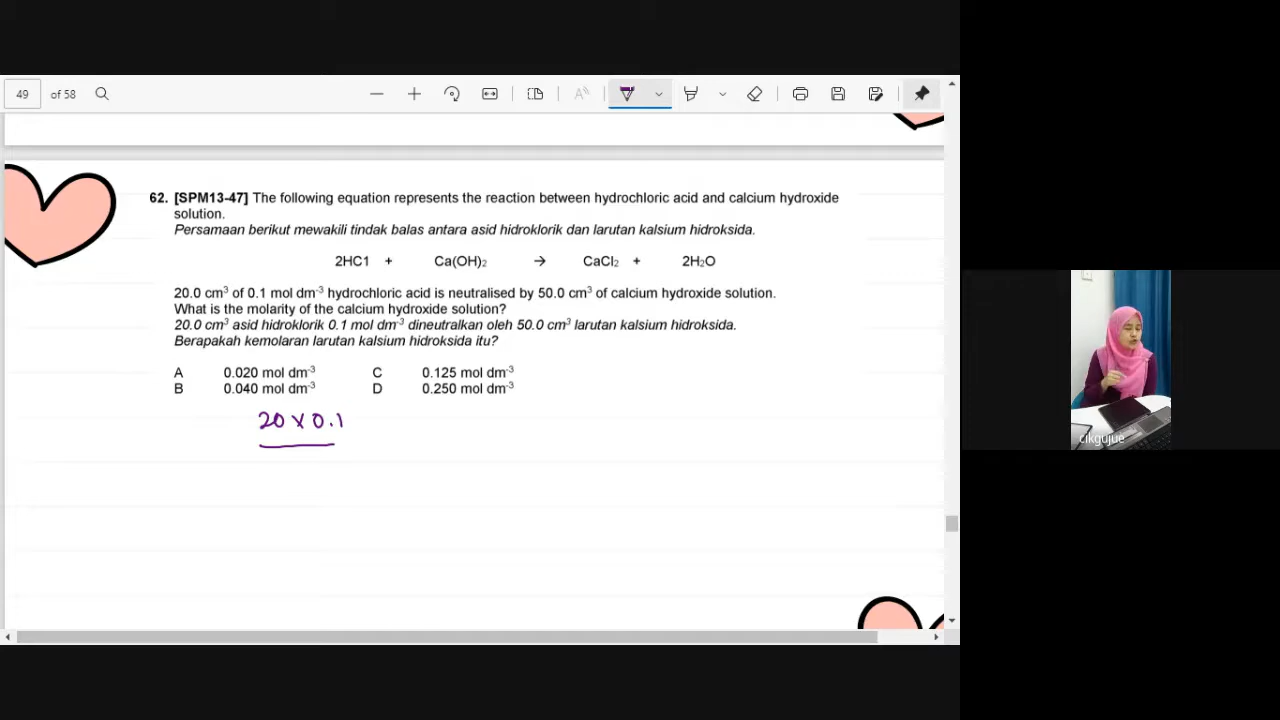 49 of 58
62. [SPM13-47] The following equation represents the reaction between hydrochloric acid and calcium hydroxide
solution.
Persamaan berikut mewakili tindak balas antara asid hidroklorik dan larutan kalsium hidroksida.
2HC1 + Ca(OH)₂ → CaCl₂ + 2H₂O
20.0 cm³ of 0.1 mol dm⁻³ hydrochloric acid is neutralised by 50.0 cm³ of calcium hydroxide solution.
What is the molarity of the calcium hydroxide solution?
20.0 cm³ asid hidroklorik 0.1 mol dm⁻³ dineutralkan oleh 50.0 cm³ larutan kalsium hidroksida.
Berapakah kemolaran larutan kalsium hidroksida itu?
A 0.020 mol dm⁻³ C 0.125 mol dm⁻³
B 0.040 mol dm⁻³ D 0.250 mol dm⁻³
20 x 0.1
cikgujue